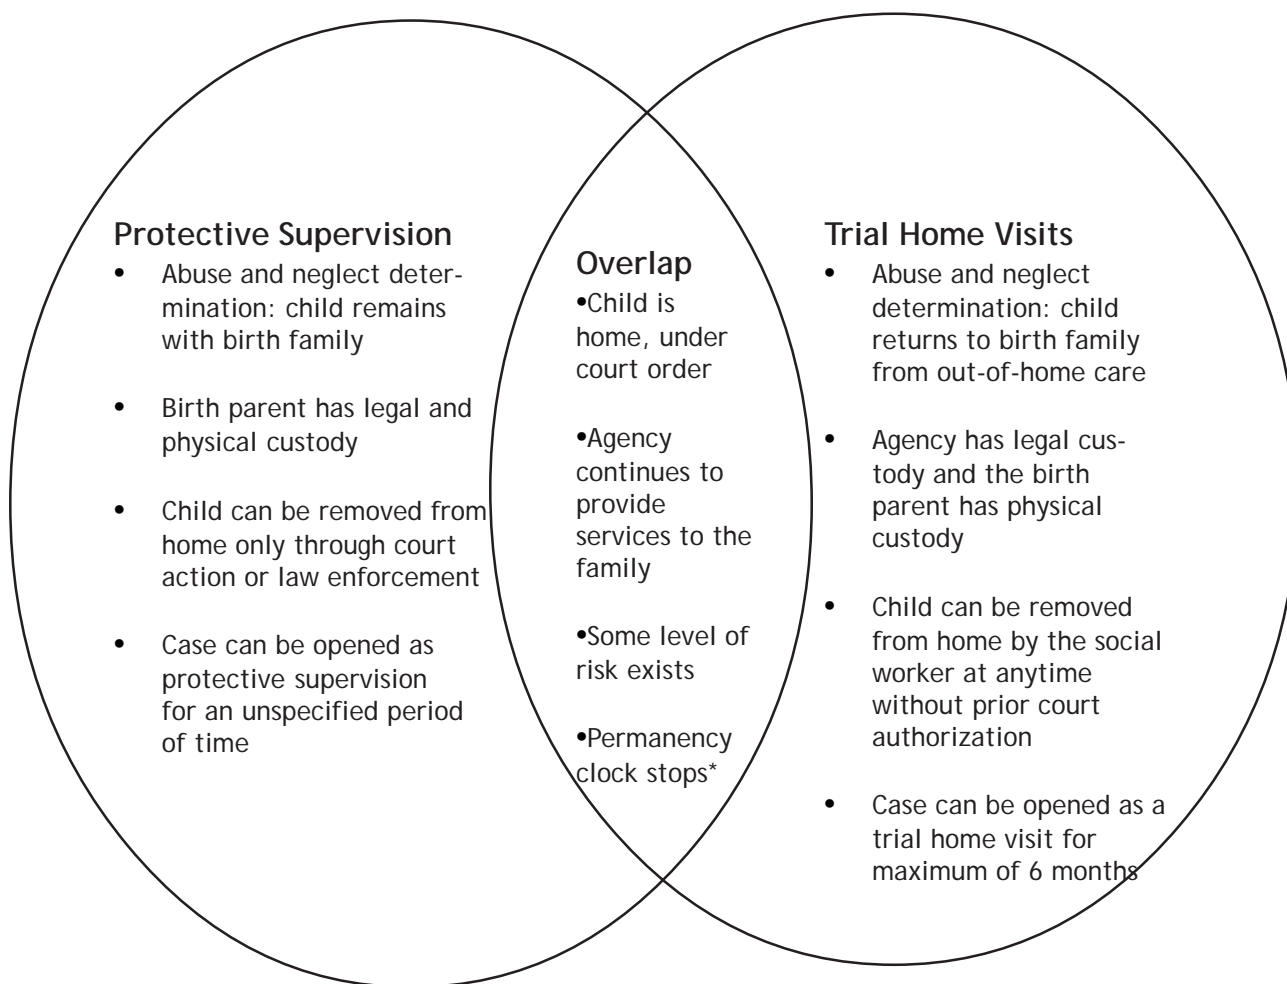 Protective Supervision
• Abuse and neglect deter-
mination: child remains
with birth family
• Birth parent has legal and
physical custody
• Child can be removed from
home only through court
action or law enforcement
• Case can be opened as
protective supervision
for an unspecified period
of time
Overlap
•Child is
home, under
court order
•Agency
continues to
provide
services to the
family
•Some level of
risk exists
•Permanency
clock stops*
Trial Home Visits
• Abuse and neglect
determination: child
returns to birth family
from out-of-home care
• Agency has legal cus-
tody and the birth
parent has physical
custody
• Child can be removed
from home by the social
worker at anytime
without prior court
authorization
• Case can be opened as a
trial home visit for
maximum of 6 months